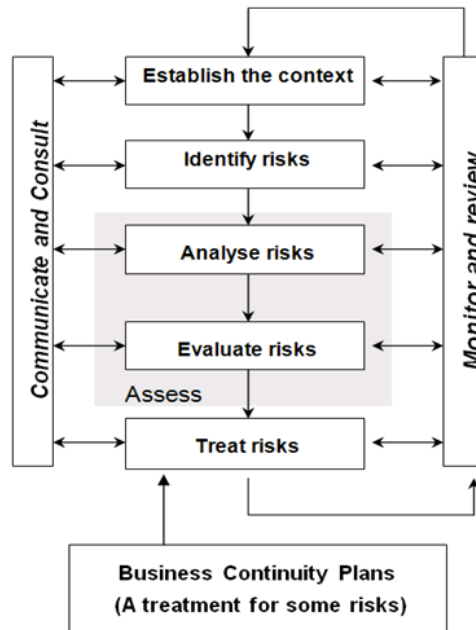 Establish the context
Identify risks
Analyse risks
Evaluate risks
Assess
Treat risks
Communicate and Consult
Monitor and review
Business Continuity Plans
(A treatment for some risks)